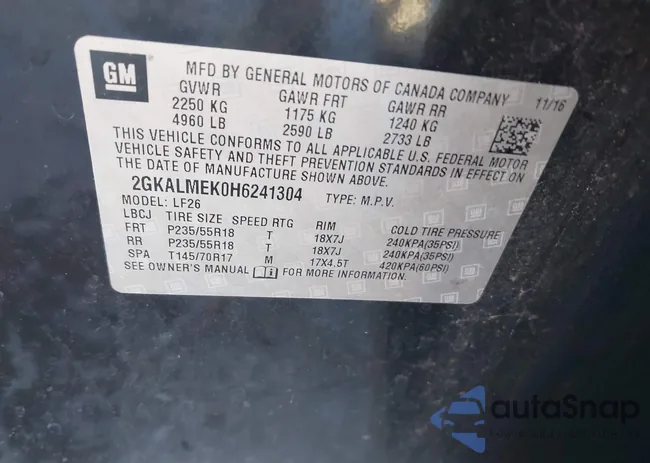 GM
MFD BY GENERAL MOTORS OF CANADA COMPANY
11/16
GVWR GAWR FRT GAWR RR
2250 KG 1175 KG 1240 KG
4960 LB 2590 LB 2733 LB
THIS VEHICLE CONFORMS TO ALL APPLICABLE U.S. FEDERAL MOTOR
VEHICLE SAFETY AND THEFT PREVENTION STANDARDS IN EFFECT ON
THE DATE OF MANUFACTURE SHOWN ABOVE.
2GKALMEK0H6241304 TYPE: M.P.V.
MODEL: LF26
LBCJ TIRE SIZE SPEED RTG RIM COLD TIRE PRESSURE
FRT P235/55R18 T 18X7J 240KPA(35PSI)
RR P235/55R18 T 18X7J 240KPA(35PSI)
SPA T145/70R17 M 17X4.5T 420KPA(60PSI)
SEE OWNER'S MANUAL FOR MORE INFORMATION.
autoSnap